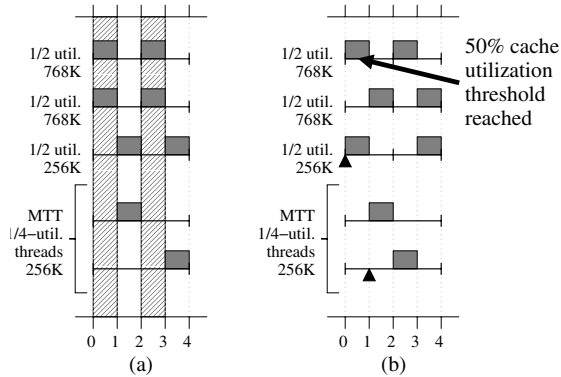 1/2 util.
768K
1/2 util.
768K
1/2 util.
256K
MTT
1/4-util.
threads
256K
0 1 2 3 4
(a)
1/2 util.
768K
1/2 util.
768K
1/2 util.
256K
MTT
1/4-util.
threads
256K
0 1 2 3 4
(b)
50% cache
utilization
threshold
reached